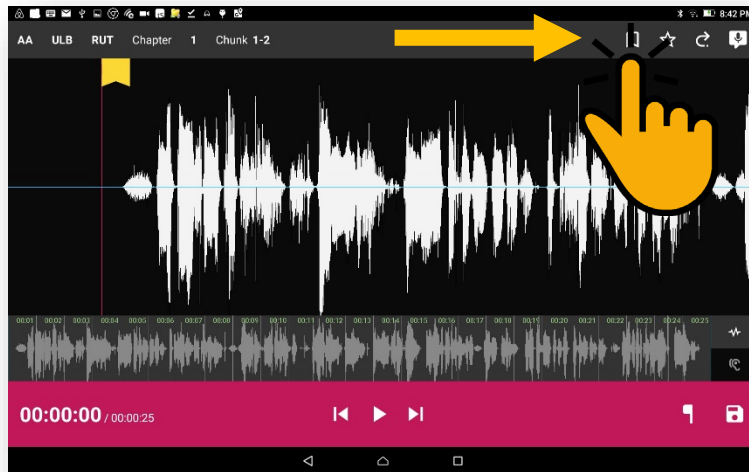 8:42 PM
AA ULB RUT Chapter 1 Chunk 1-2
00:01 00:02 00:03 00:04 00:05 00:06 00:07 00:08 00:09 00:10 00:11 00:12 00:13 00:14 00:15 00:16 00:17 00:18 00:19 00:20 00:21 00:22 00:23 00:24 00:25
00:00:00 / 00:00:25